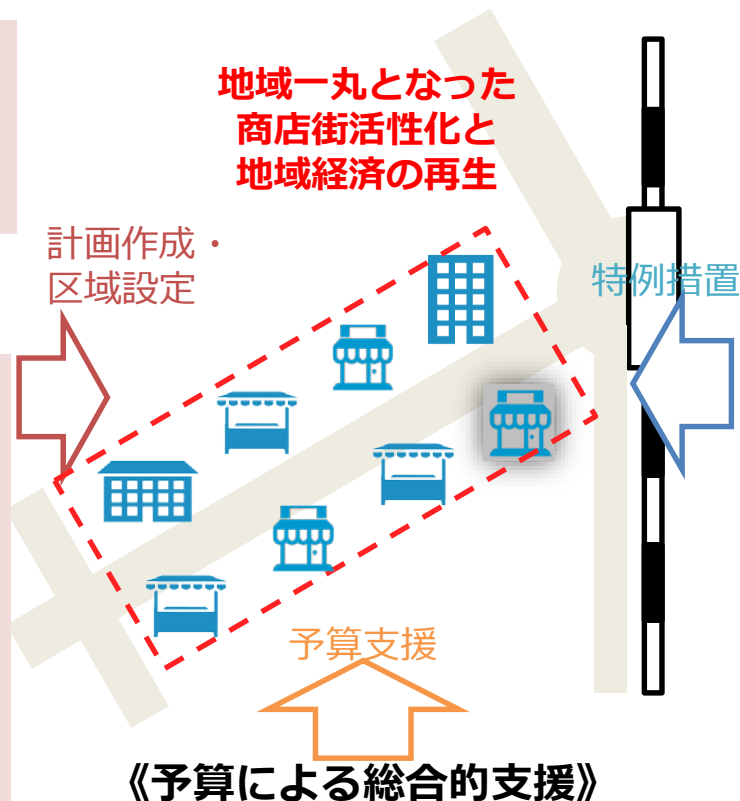 地域一丸となった
商店街活性化と
地域経済の再生
計画作成・
区域設定
特例措置
予算支援
《予算による総合的支援》